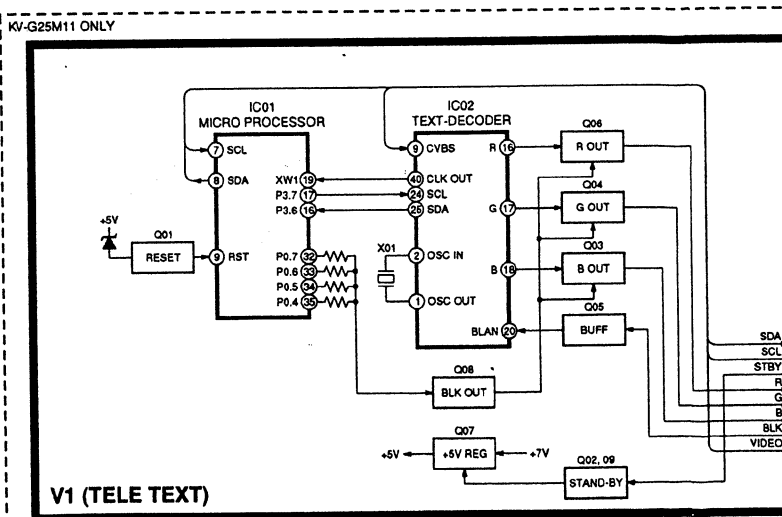 KV-G25M11 ONLY
IC01
MICRO PROCESSOR
IC02
TEXT-DECODER
Q06
R OUT
7 SCL
8 SDA
XW1 19
P3.7 17
P3.6 16
9 CVBS
R 16
40 CLK OUT
24 SCL
25 SDA
Q04
G OUT
G 17
+5V
Q01
RESET
9 RST
P0.7 32
P0.6 33
P0.5 34
P0.4 35
X01
2 OSC IN
1 OSC OUT
B 18
Q03
B OUT
Q05
BUFF
BLAN 20
Q08
BLK OUT
SDA
SCL
STBY
R
G
B
BLK
VIDEO
Q07
+5V
+5V REG
+7V
Q02, 09
STAND-BY
V1 (TELE TEXT)